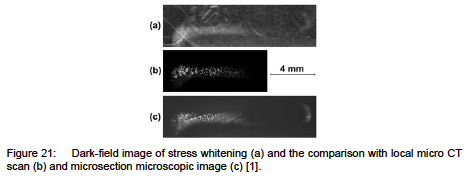 (a)
(b)
4 mm
(c)
Figure 21: Dark-field image of stress whitening (a) and the comparison with local micro CT
scan (b) and microsection microscopic image (c) [1].